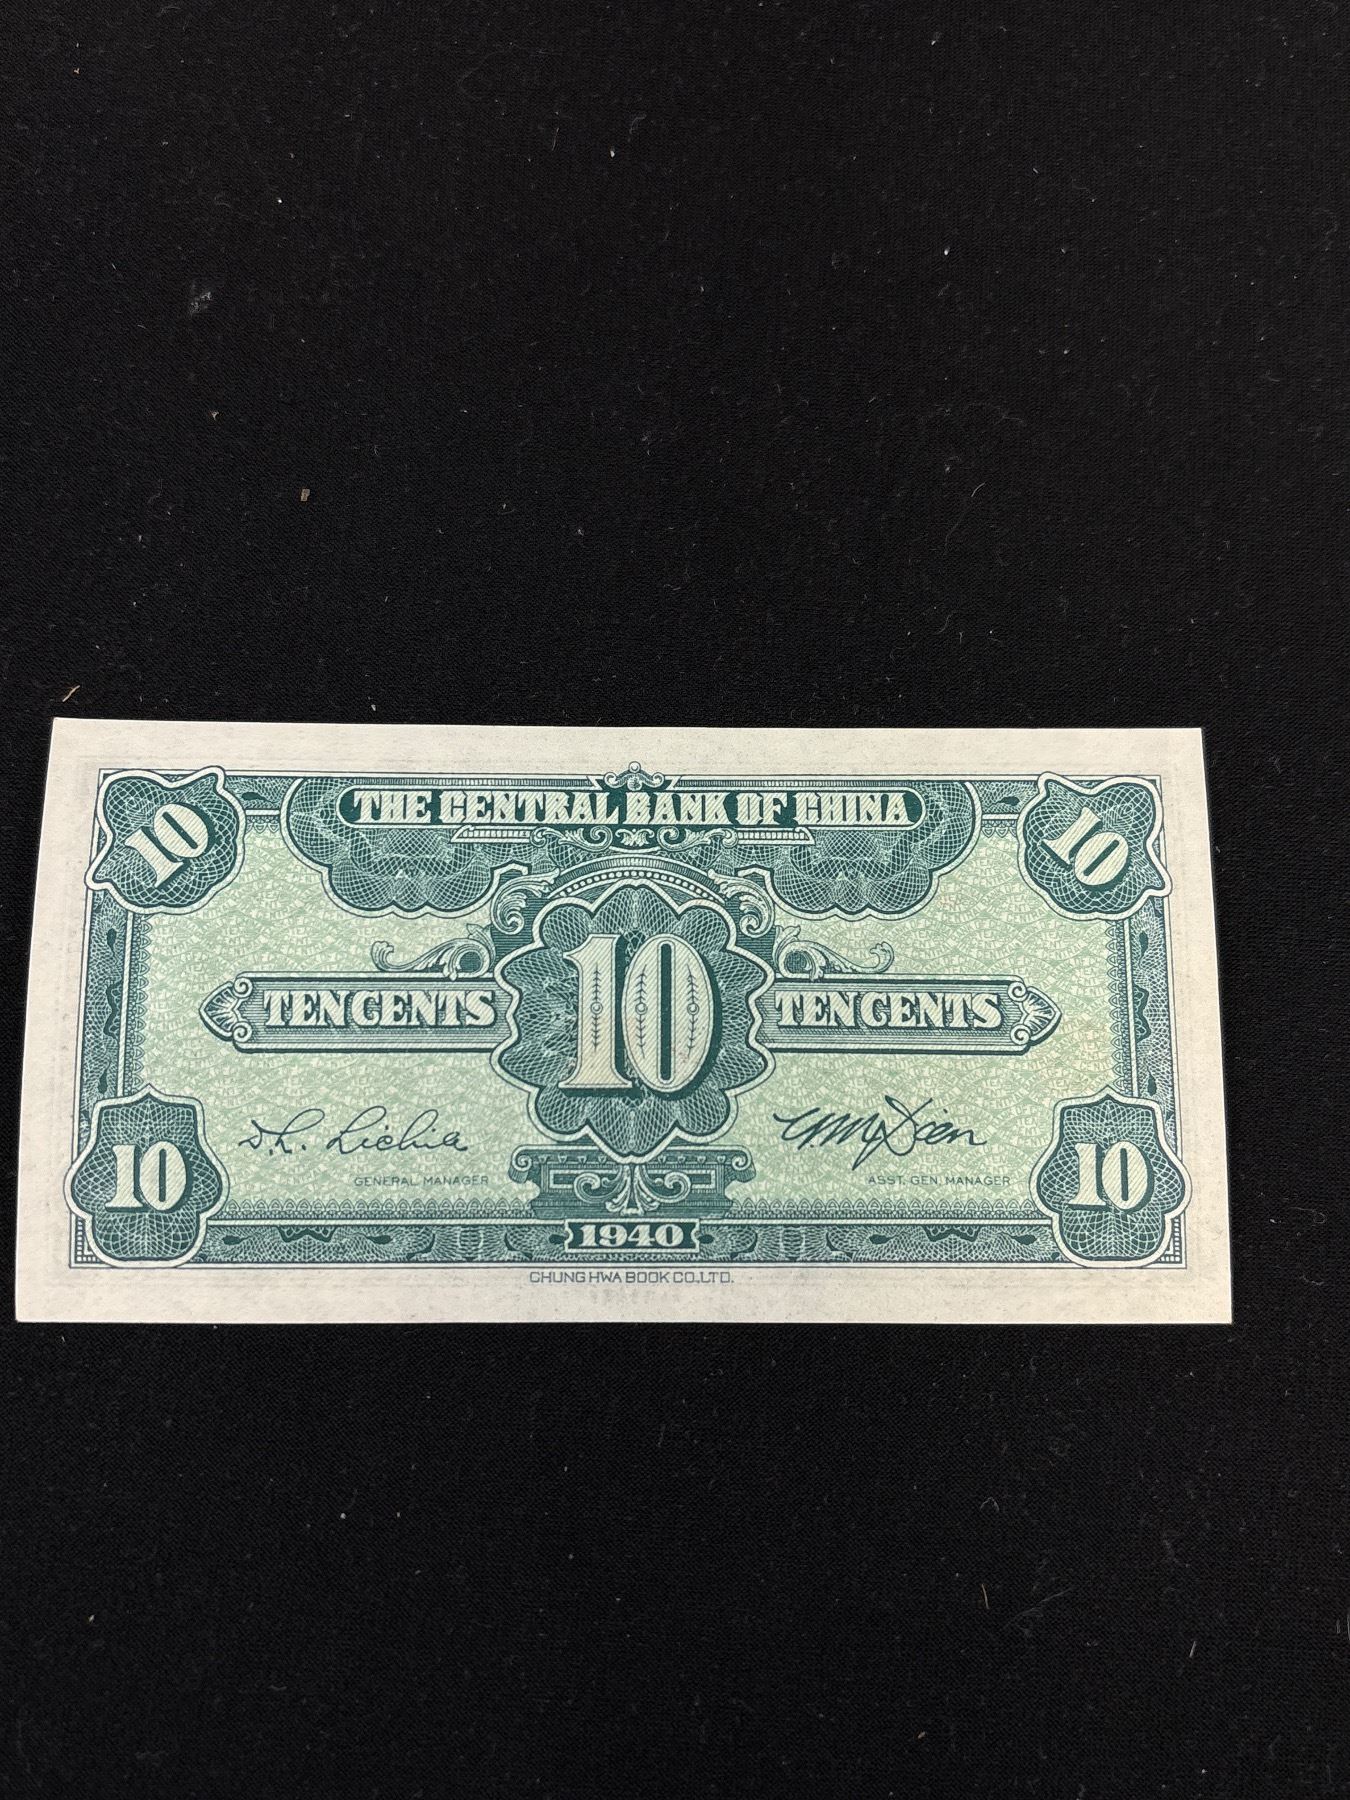 10 THE CENTRAL BANK OF CHINA 10
TEN CENTS 10 TEN CENTS
S. L. Lichia
GENERAL MANAGER ASST. GEN. MANAGER
10 10
1940
CHUNG HWA BOOK CO., LTD.